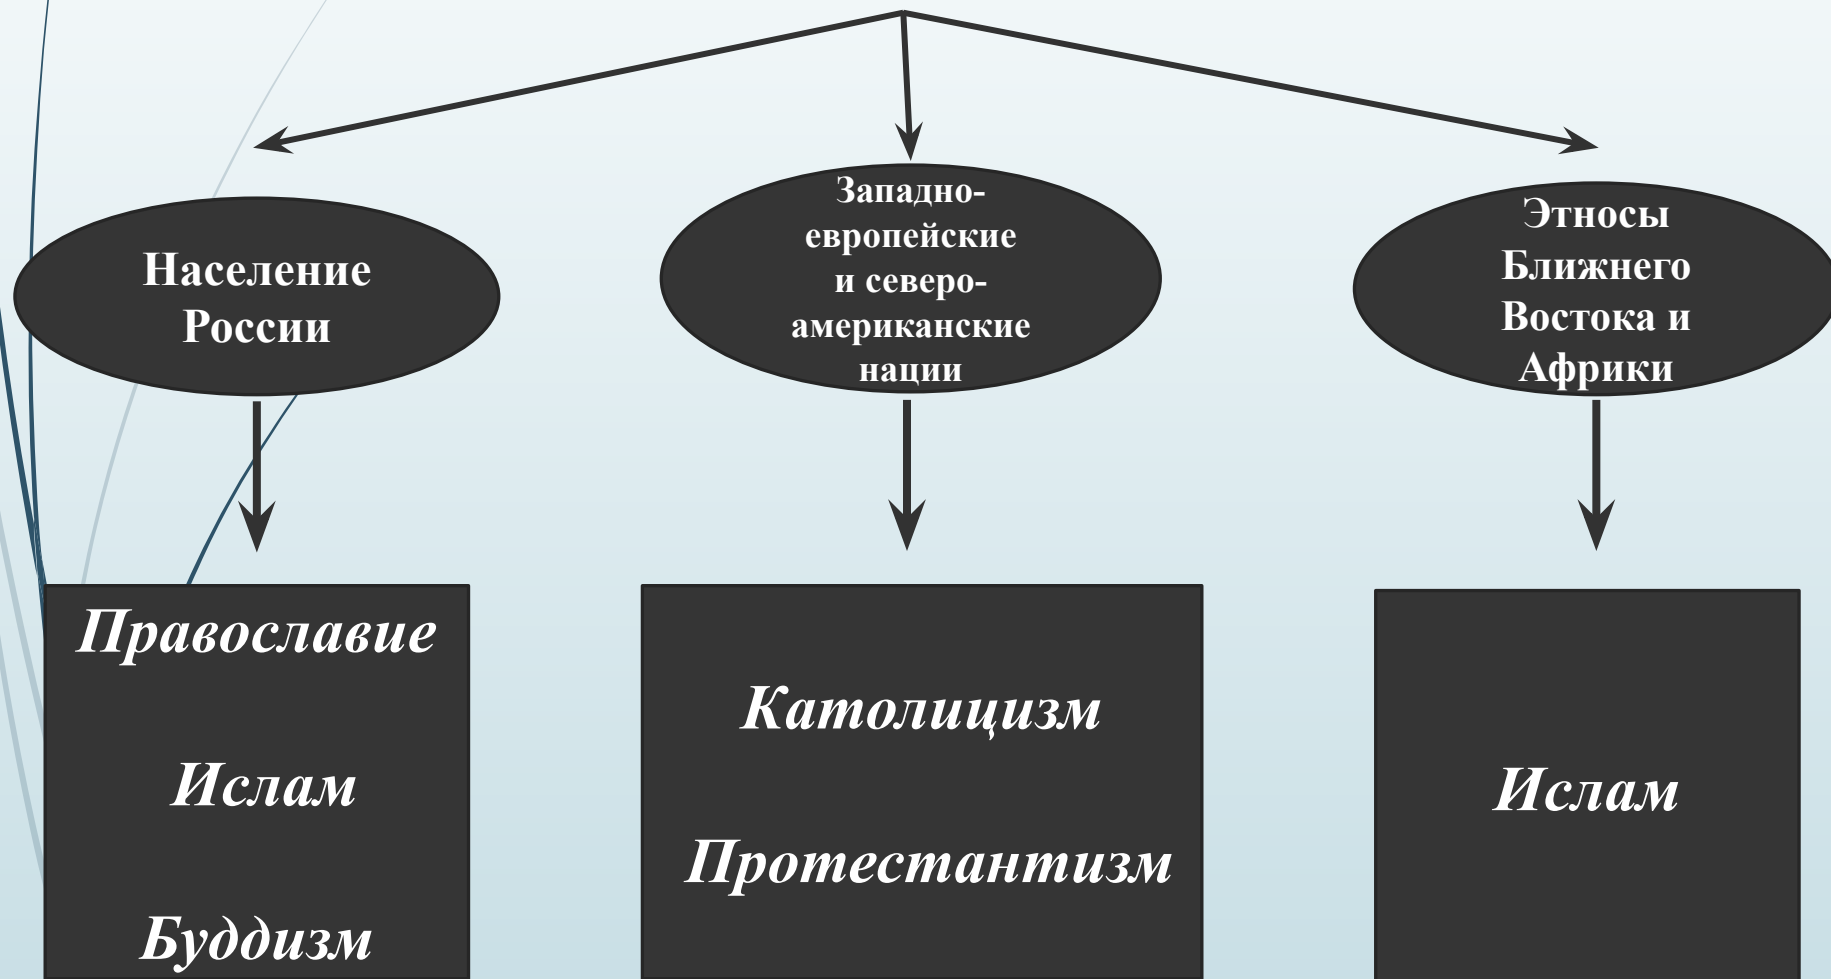 Население
России
Западно-
европейские
и северо-
американские
нации
Этносы
Ближнего
Востока и
Африки
Православие
Ислам
Буддизм
Католицизм
Протестантизм
Ислам